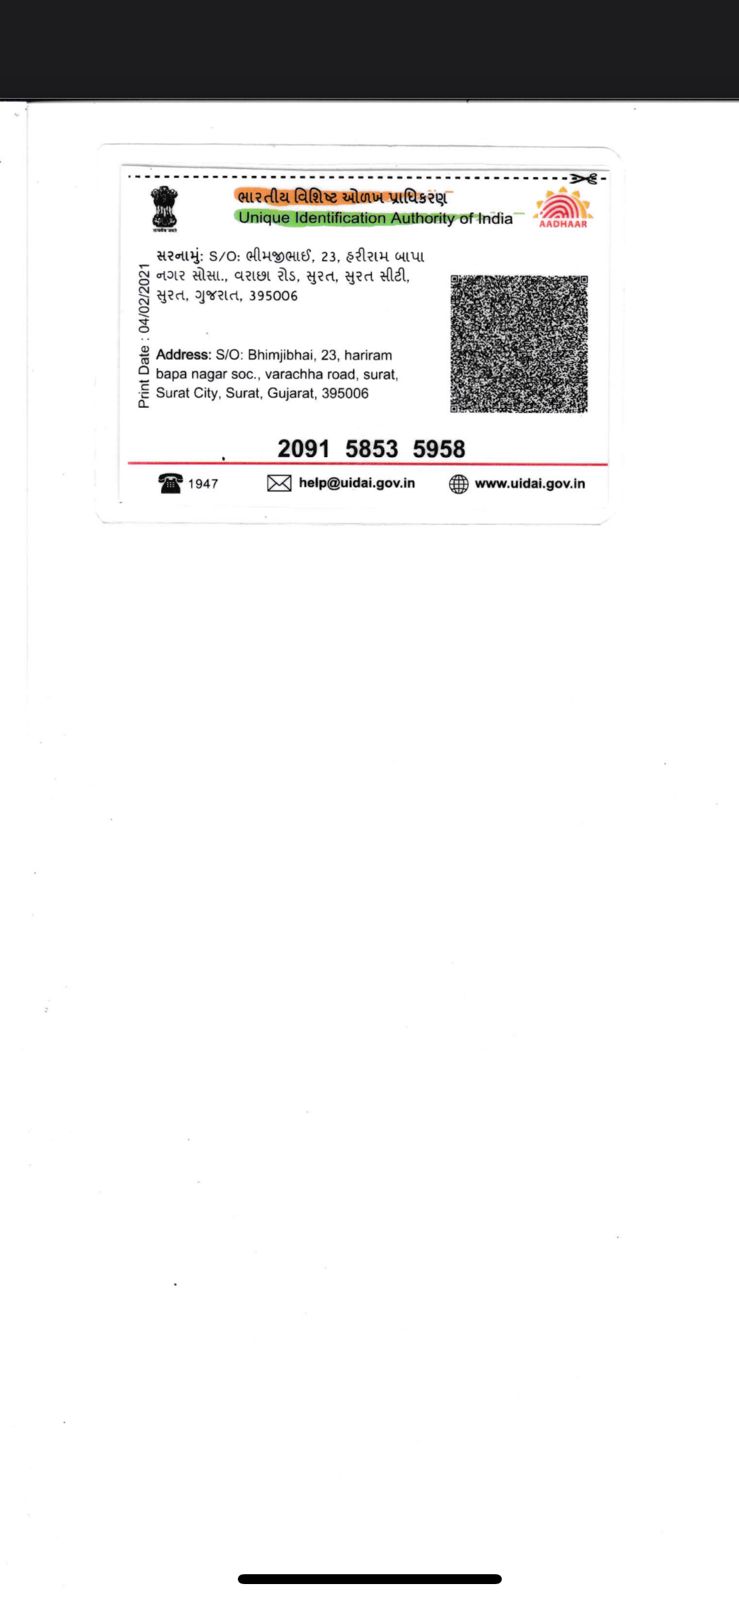 ભારતીય વિશિષ્ટ ઓળખ પ્રાધિકરણ
Unique Identification Authority of India
AADHAAR
સરનામું: S/O: ભીમજીભાઈ, 23, હરીરામ બાપા
નગર સોસા., વરાછા રોડ, સુરત, સુરત સીટી,
સુરત, ગુજરાત, 395006
Print Date : 04/02/2021
Address: S/O: Bhimjibhai, 23, hariram
bapa nagar soc., varachha road, surat,
Surat City, Surat, Gujarat, 395006
2091 5853 5958
1947
help@uidai.gov.in
www.uidai.gov.in